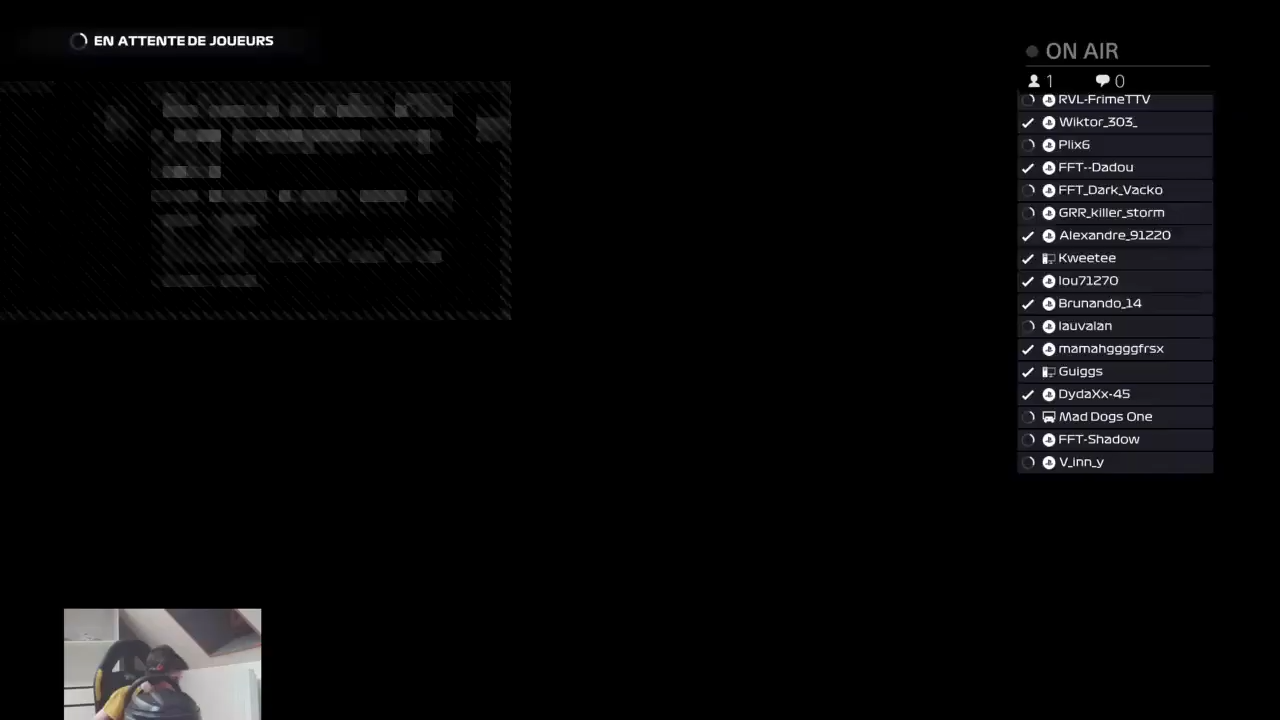 EN ATTENTE DE JOUEURS
ON AIR
1 0
RVL-FrimeTTV
Wiktor_303_
Plix6
FFT--Dadou
FFT_Dark_Vacko
GRR_killer_storm
Alexandre_91220
Kweetee
lou71270
Brunando_14
lauvalan
mamahggggfrsx
Guiggs
DydaXx-45
Mad Dogs One
FFT-Shadow
V_inn_y